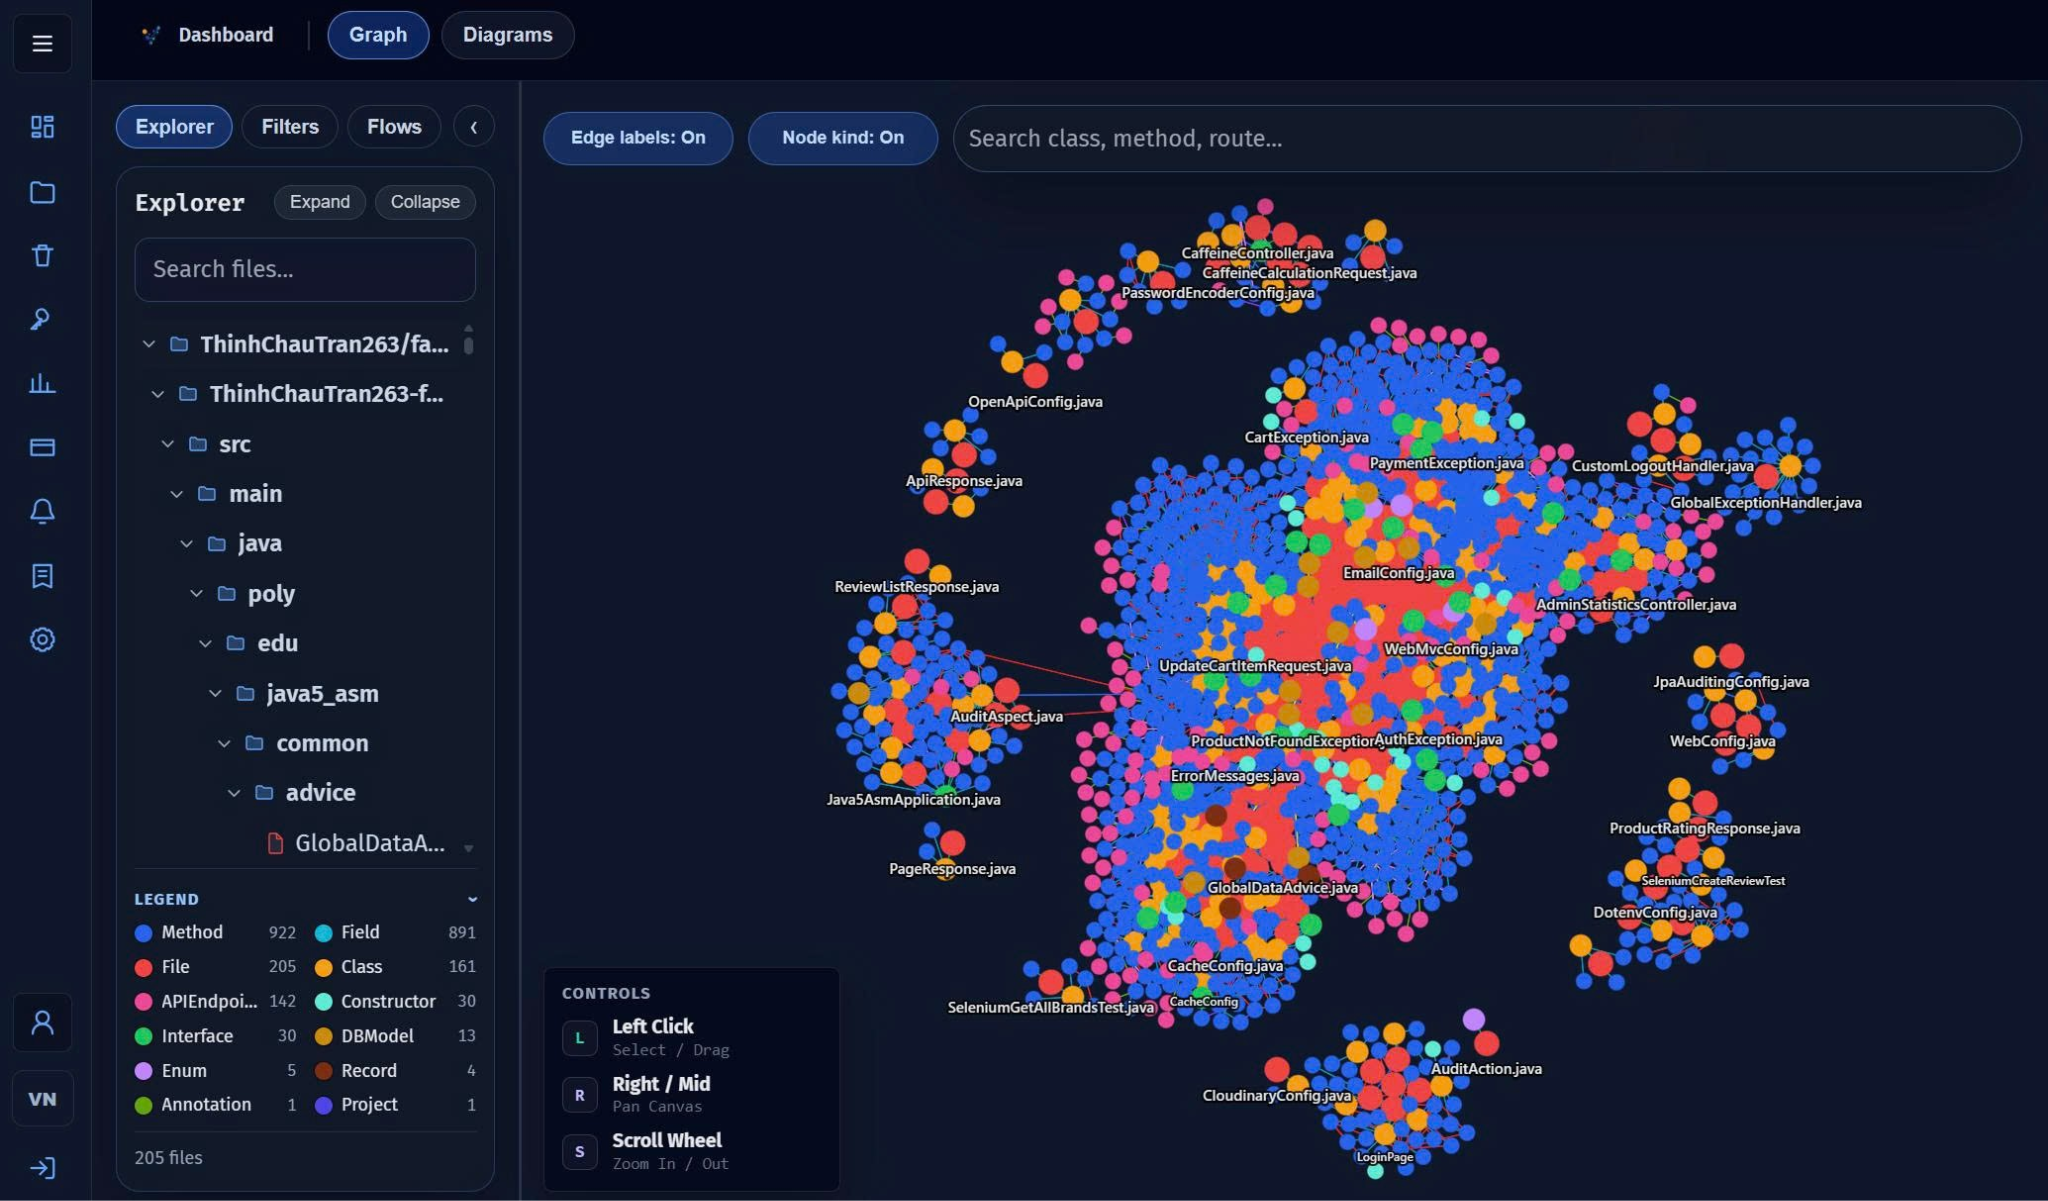 Dashboard
Graph
Diagrams
Explorer
Filters
Flows
Edge labels: On
Node kind: On
Search class, method, route...
Explorer
Expand
Collapse
Search files...
ThinhChauTran263/fa...
ThinhChauTran263-f...
src
main
java
poly
edu
java5_asm
common
advice
GlobalDataA...
LEGEND
Method 922
Field 891
File 205
Class 161
APIEndpoi... 142
Constructor 30
Interface 30
DBModel 13
Enum 5
Record 4
Annotation 1
Project 1
205 files
VN
CONTROLS
L
Left Click
Select / Drag
R
Right / Mid
Pan Canvas
S
Scroll Wheel
Zoom In / Out
CaffeineController.java
CaffeineCalculationRequest.java
PasswordEncoderConfig.java
OpenApiConfig.java
CartException.java
PaymentException.java
CustomLogoutHandler.java
ApiResponse.java
GlobalExceptionHandler.java
EmailConfig.java
ReviewListResponse.java
AdminStatisticsController.java
WebMvcConfig.java
UpdateCartItemRequest.java
JpaAuditingConfig.java
AuditAspect.java
ProductNotFoundException
AuthException.java
WebConfig.java
ErrorMessages.java
Java5AsmApplication.java
ProductRatingResponse.java
PageResponse.java
SeleniumCreateReviewTest
GlobalDataAdvice.java
DotenvConfig.java
CacheConfig.java
CacheConfig
SeleniumGetAllBrandsTest.java
AuditAction.java
CloudinaryConfig.java
LoginPage